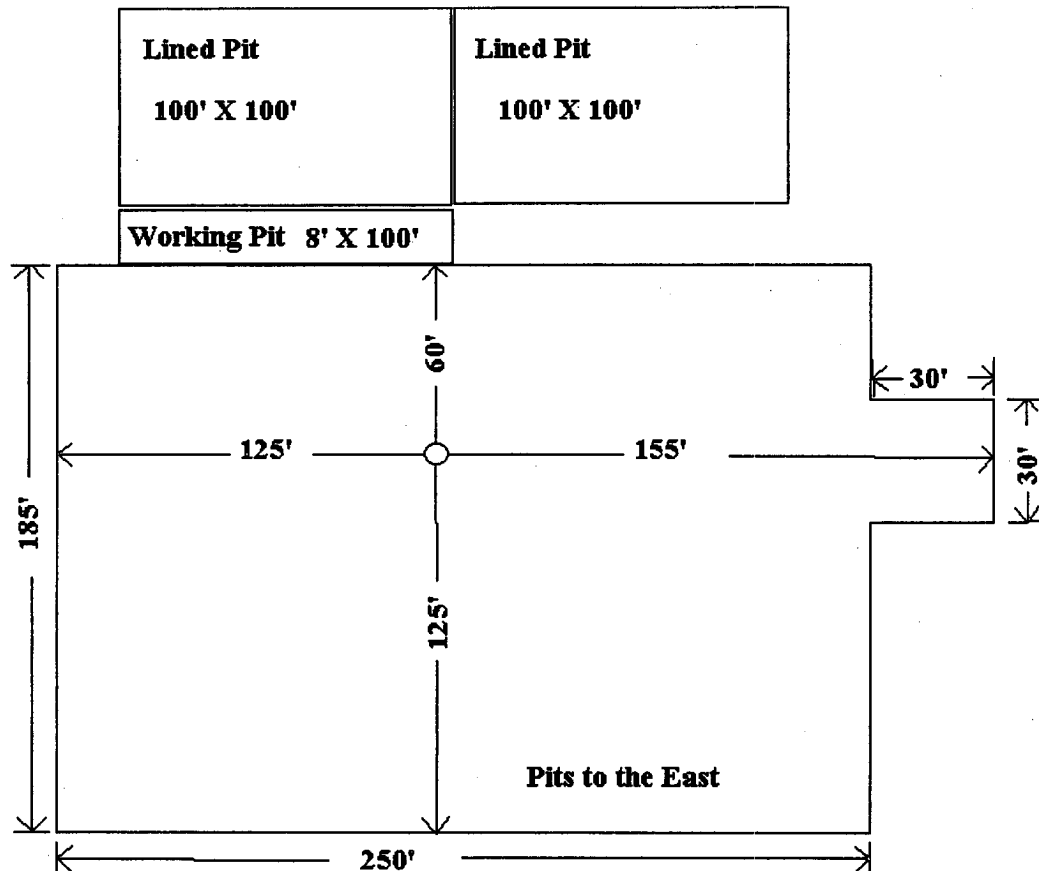 Lined Pit
100' X 100'
Lined Pit
100' X 100'
Working Pit 8' X 100'
60'
30'
125'
155'
30'
185'
125'
Pits to the East
250'